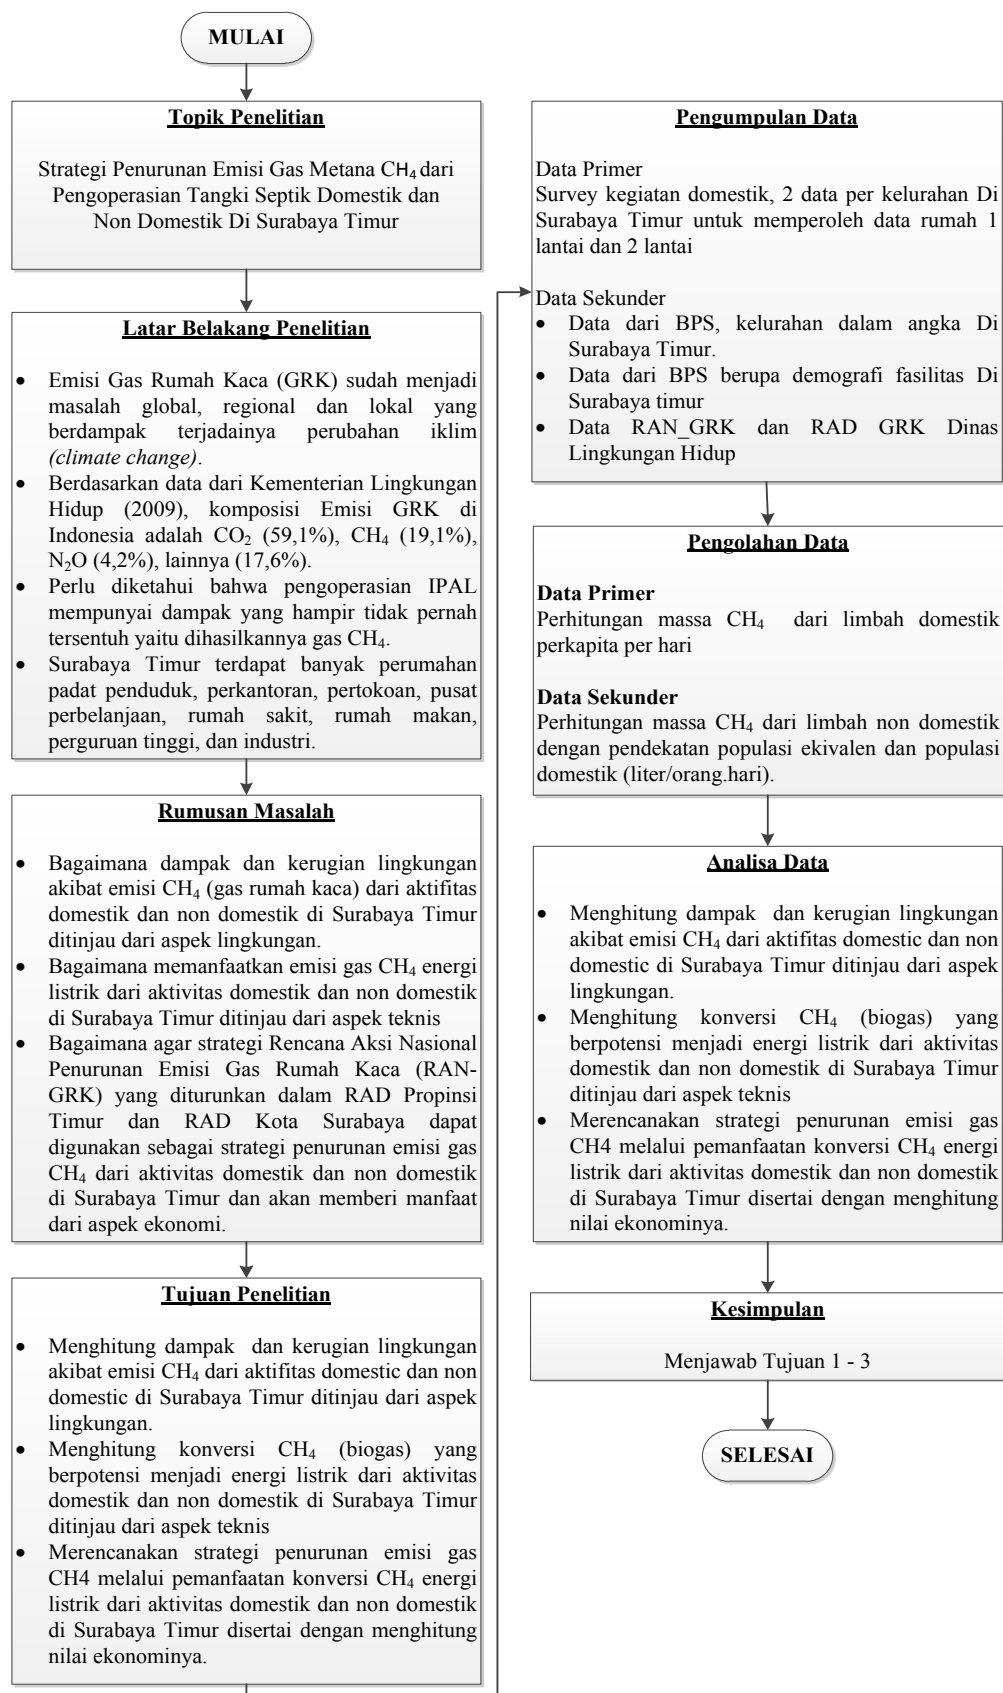 MULAI
Topik Penelitian
Strategi Penurunan Emisi Gas Metana CH₄ dari
Pengoperasian Tangki Septik Domestik dan
Non Domestik Di Surabaya Timur
Latar Belakang Penelitian
• Emisi Gas Rumah Kaca (GRK) sudah menjadi
masalah global, regional dan lokal yang
berdampak terjadainya perubahan iklim
(climate change).
• Berdasarkan data dari Kementerian Lingkungan
Hidup (2009), komposisi Emisi GRK di
Indonesia adalah CO₂ (59,1%), CH₄ (19,1%),
N₂O (4,2%), lainnya (17,6%).
• Perlu diketahui bahwa pengoperasian IPAL
mempunyai dampak yang hampir tidak pernah
tersentuh yaitu dihasilkannya gas CH₄.
• Surabaya Timur terdapat banyak perumahan
padat penduduk, perkantoran, pertokoan, pusat
perbelanjaan, rumah sakit, rumah makan,
perguruan tinggi, dan industri.
Rumusan Masalah
• Bagaimana dampak dan kerugian lingkungan
akibat emisi CH₄ (gas rumah kaca) dari aktifitas
domestik dan non domestik di Surabaya Timur
ditinjau dari aspek lingkungan.
• Bagaimana memanfaatkan emisi gas CH₄ energi
listrik dari aktivitas domestik dan non domestik
di Surabaya Timur ditinjau dari aspek teknis
• Bagaimana agar strategi Rencana Aksi Nasional
Penurunan Emisi Gas Rumah Kaca (RAN-
GRK) yang diturunkan dalam RAD Propinsi
Timur dan RAD Kota Surabaya dapat
digunakan sebagai strategi penurunan emisi gas
CH₄ dari aktivitas domestik dan non domestik
di Surabaya Timur dan akan memberi manfaat
dari aspek ekonomi.
Tujuan Penelitian
• Menghitung dampak dan kerugian lingkungan
akibat emisi CH₄ dari aktifitas domestic dan non
domestic di Surabaya Timur ditinjau dari aspek
lingkungan.
• Menghitung konversi CH₄ (biogas) yang
berpotensi menjadi energi listrik dari aktivitas
domestik dan non domestik di Surabaya Timur
ditinjau dari aspek teknis
• Merencanakan strategi penurunan emisi gas
CH4 melalui pemanfaatan konversi CH₄ energi
listrik dari aktivitas domestik dan non domestik
di Surabaya Timur disertai dengan menghitung
nilai ekonominya.
Pengumpulan Data
Data Primer
Survey kegiatan domestik, 2 data per kelurahan Di
Surabaya Timur untuk memperoleh data rumah 1
lantai dan 2 lantai
Data Sekunder
• Data dari BPS, kelurahan dalam angka Di
Surabaya Timur.
• Data dari BPS berupa demografi fasilitas Di
Surabaya timur
• Data RAN_GRK dan RAD GRK Dinas
Lingkungan Hidup
Pengolahan Data
Data Primer
Perhitungan massa CH₄ dari limbah domestik
perkapita per hari
Data Sekunder
Perhitungan massa CH₄ dari limbah non domestik
dengan pendekatan populasi ekivalen dan populasi
domestik (liter/orang.hari).
Analisa Data
• Menghitung dampak dan kerugian lingkungan
akibat emisi CH₄ dari aktifitas domestic dan non
domestic di Surabaya Timur ditinjau dari aspek
lingkungan.
• Menghitung konversi CH₄ (biogas) yang
berpotensi menjadi energi listrik dari aktivitas
domestik dan non domestik di Surabaya Timur
ditinjau dari aspek teknis
• Merencanakan strategi penurunan emisi gas
CH4 melalui pemanfaatan konversi CH₄ energi
listrik dari aktivitas domestik dan non domestik
di Surabaya Timur disertai dengan menghitung
nilai ekonominya.
Kesimpulan
Menjawab Tujuan 1 - 3
SELESAI